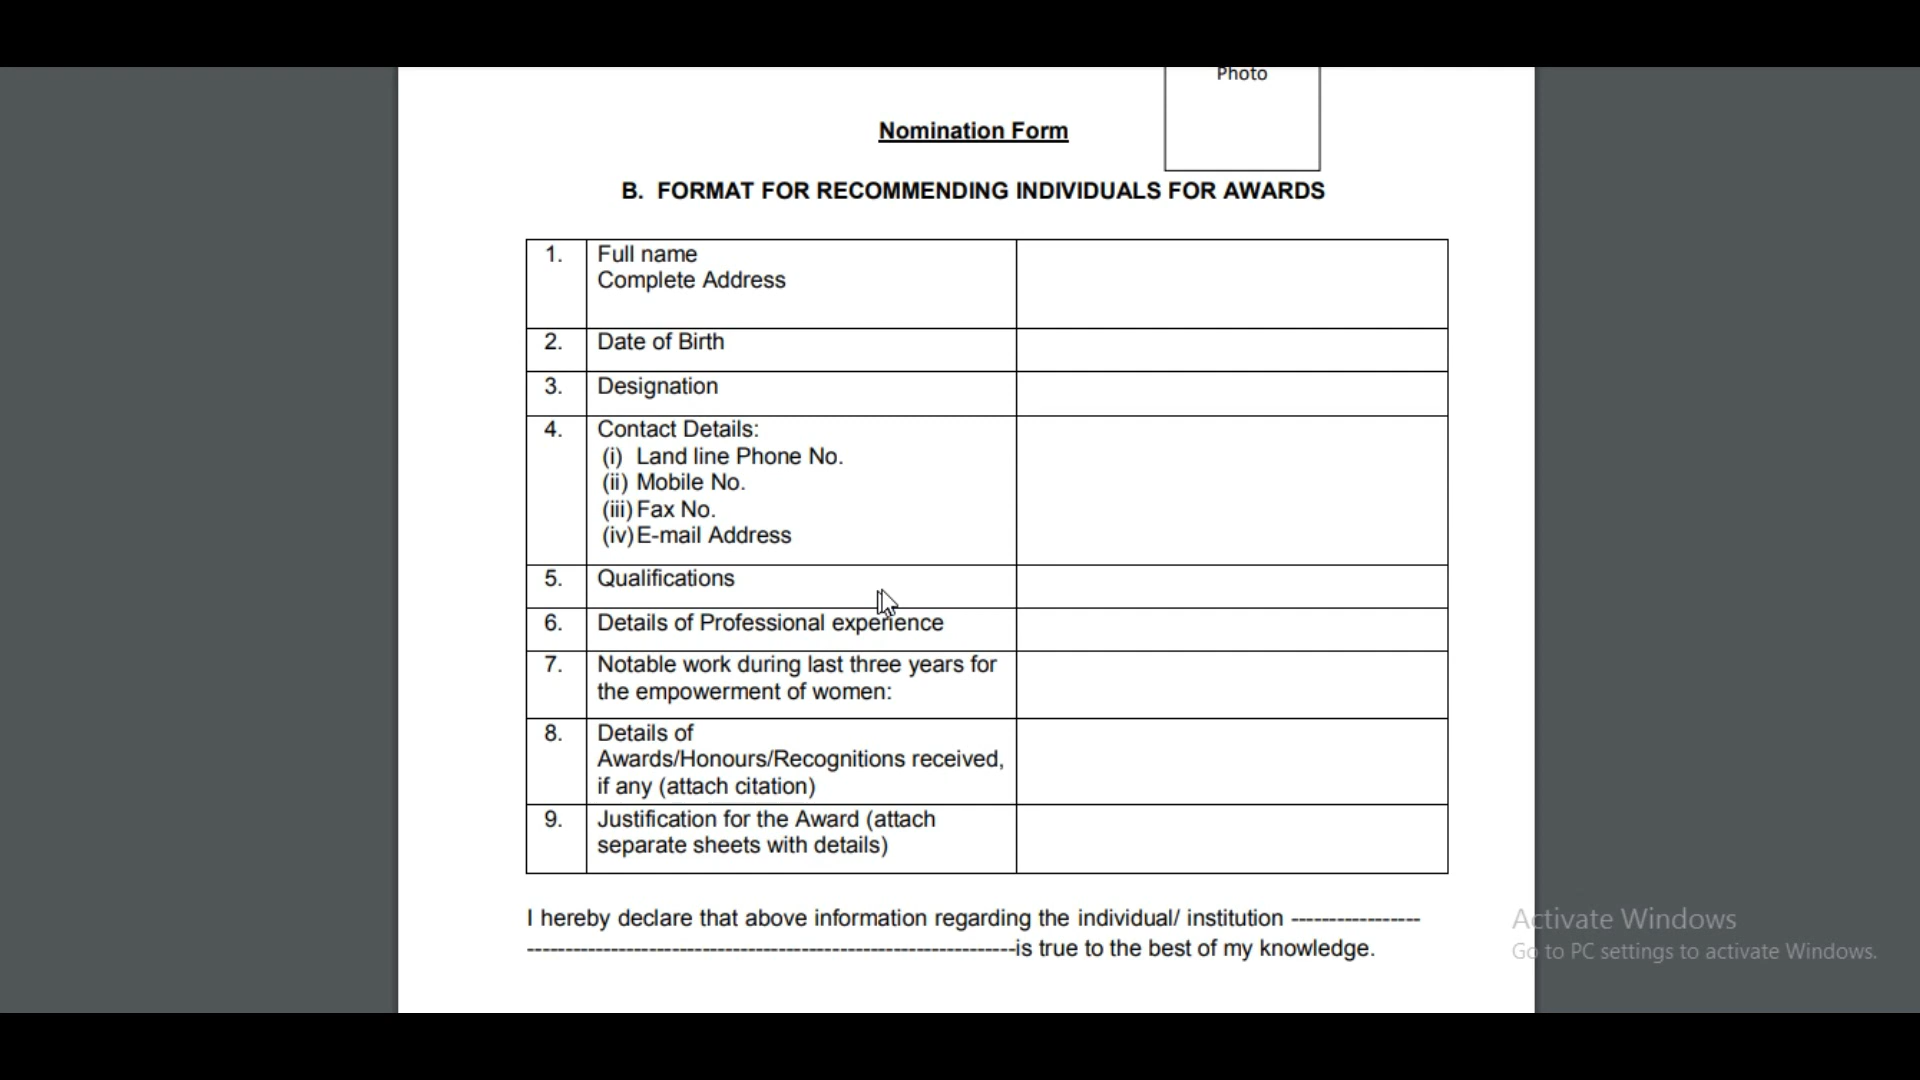 Photo
Nomination Form
B. FORMAT FOR RECOMMENDING INDIVIDUALS FOR AWARDS
1. Full name
Complete Address
2. Date of Birth
3. Designation
4. Contact Details:
(i) Land line Phone No.
(ii) Mobile No.
(iii) Fax No.
(iv) E-mail Address
5. Qualifications
6. Details of Professional experience
7. Notable work during last three years for
the empowerment of women:
8. Details of
Awards/Honours/Recognitions received,
if any (attach citation)
9. Justification for the Award (attach
separate sheets with details)
I hereby declare that above information regarding the individual/ institution -----------------
-----------------------------------------------------------------is true to the best of my knowledge.
Activate Windows
Go to PC settings to activate Windows.